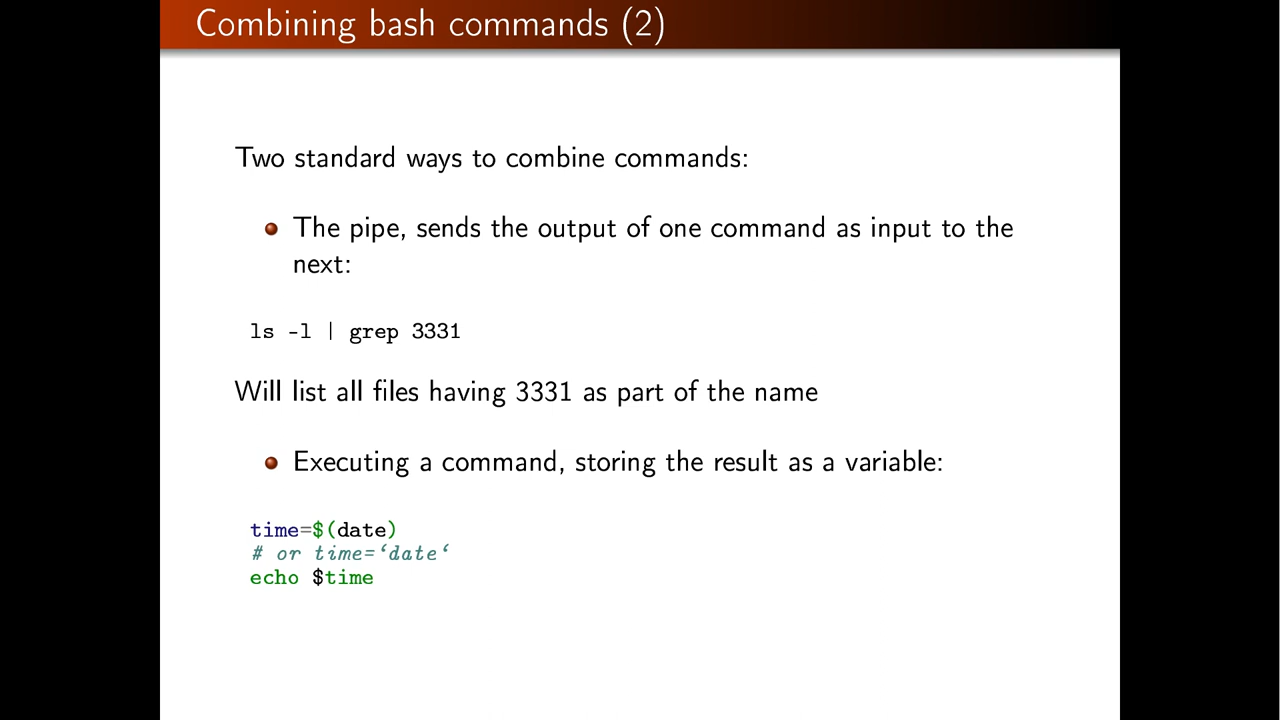 Combining bash commands (2)
Two standard ways to combine commands:
The pipe, sends the output of one command as input to the
next:
ls -l | grep 3331
Will list all files having 3331 as part of the name
Executing a command, storing the result as a variable:
time=$(date)
# or time=‘date‘
echo $time